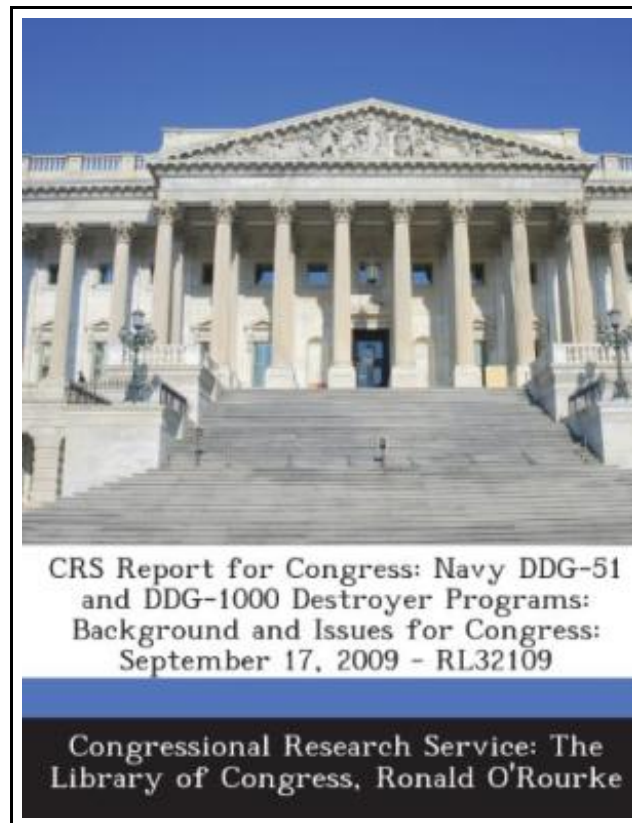 CRS Report for Congress: Navy DDG-51
and DDG-1000 Destroyer Programs:
Background and Issues for Congress:
September 17, 2009 - RL32109
Congressional Research Service: The
Library of Congress, Ronald O'Rourke